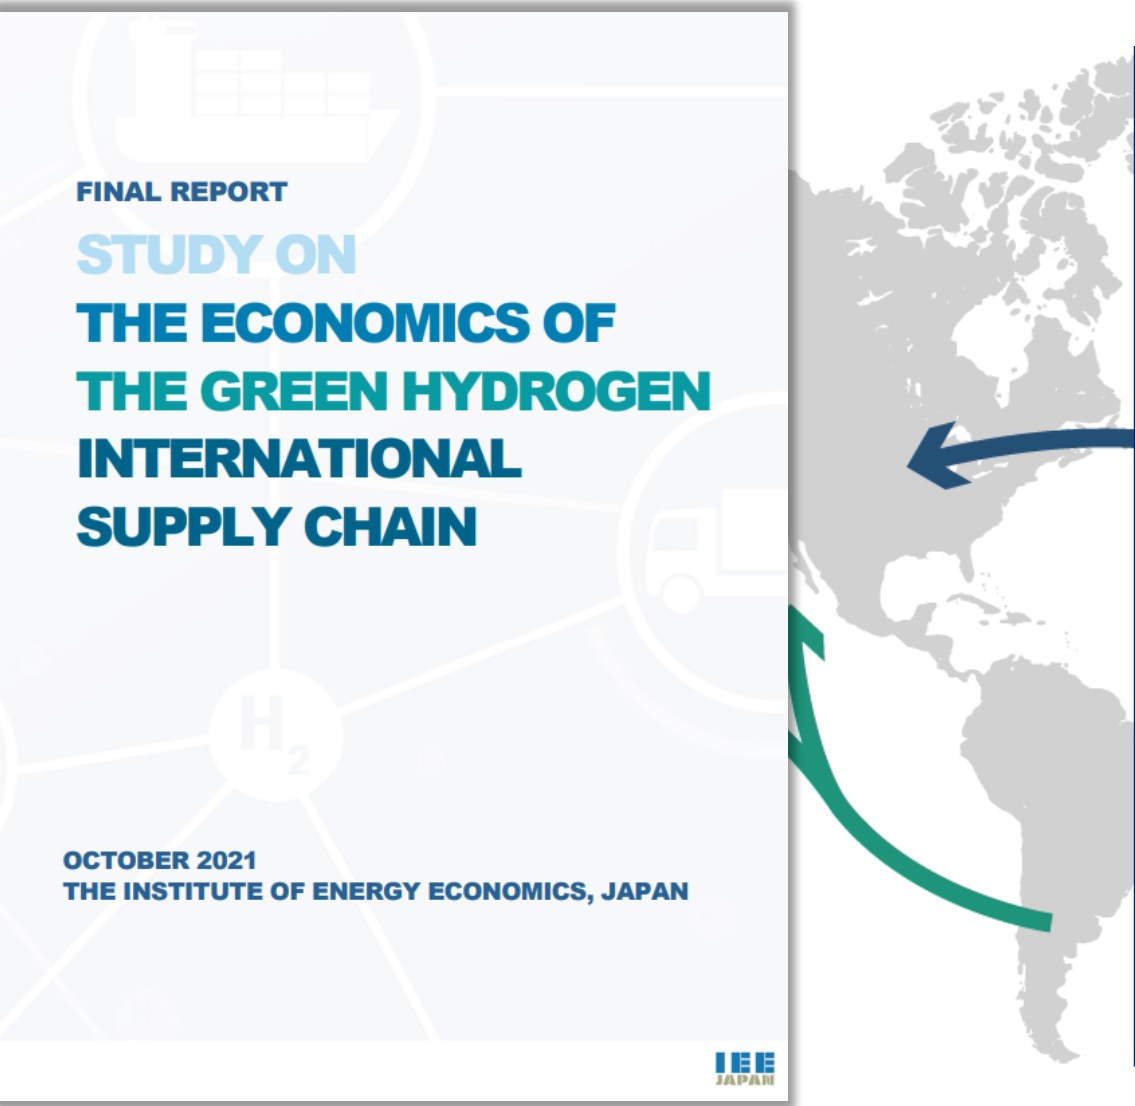 FINAL REPORT
STUDY ON
THE ECONOMICS OF
THE GREEN HYDROGEN
INTERNATIONAL
SUPPLY CHAIN
H2
OCTOBER 2021
THE INSTITUTE OF ENERGY ECONOMICS, JAPAN
IEE
JAPAN